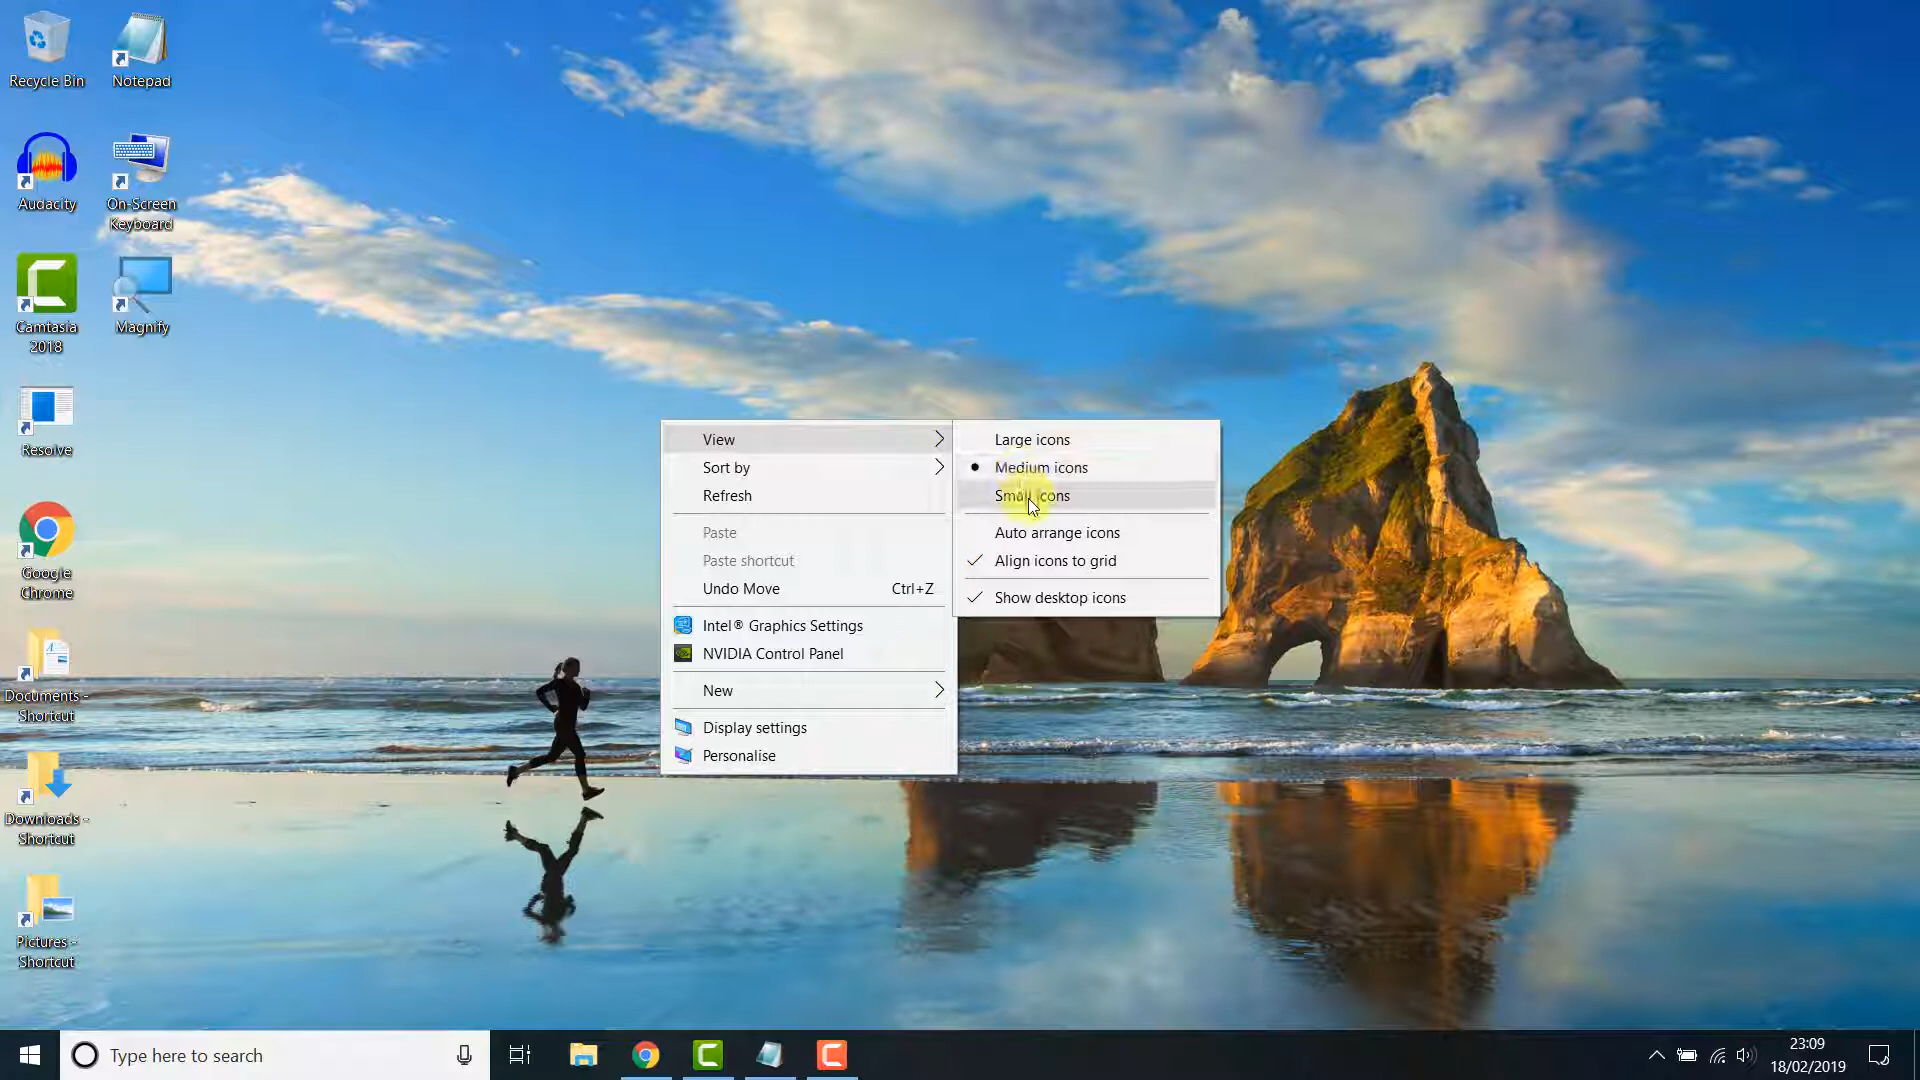 Recycle Bin
Notepad
Audacity
On-Screen
Keyboard
Camtasia
2018
Magnify
Resolve
Google
Chrome
Documents -
Shortcut
Downloads -
Shortcut
Pictures -
Shortcut
View
Sort by
Refresh
Paste
Paste shortcut
Undo Move Ctrl+Z
Intel® Graphics Settings
NVIDIA Control Panel
New
Display settings
Personalise
Large icons
Medium icons
Small icons
Auto arrange icons
Align icons to grid
Show desktop icons
Type here to search
23:09
18/02/2019